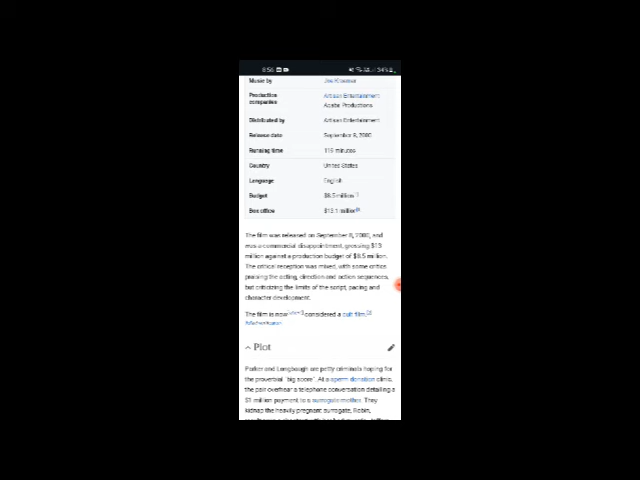 8:56
Music by Joe Kraemer
Production companies Artisan Entertainment
Aqaba Productions
Distributed by Artisan Entertainment
Release date September 8, 2000
Running time 119 minutes
Country United States
Language English
Budget $8.5 million
Box office $13.1 million
The film was released on September 8, 2000, and
was a commercial disappointment, grossing $13
million against a production budget of $8.5 million.
The critical reception was mixed, with some critics
praising the acting, direction and action sequences,
but criticizing the limits of the script, pacing and
character development.
The film is now considered a cult film.
Plot
Parker and Longbaugh are petty criminals hoping for
the proverbial "big score". At a sperm donation clinic,
the pair overhear a telephone conversation detailing a
$1 million payment to a surrogate mother. They
kidnap the heavily pregnant surrogate, Robin,